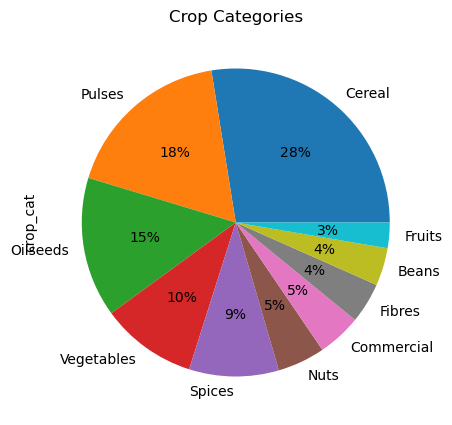 Crop Categories
Cereal
28%
Pulses
18%
crop_cat
Oilseeds
15%
Vegetables
10%
Spices
9%
Nuts
5%
Commercial
5%
Fibres
4%
Beans
4%
Fruits
3%